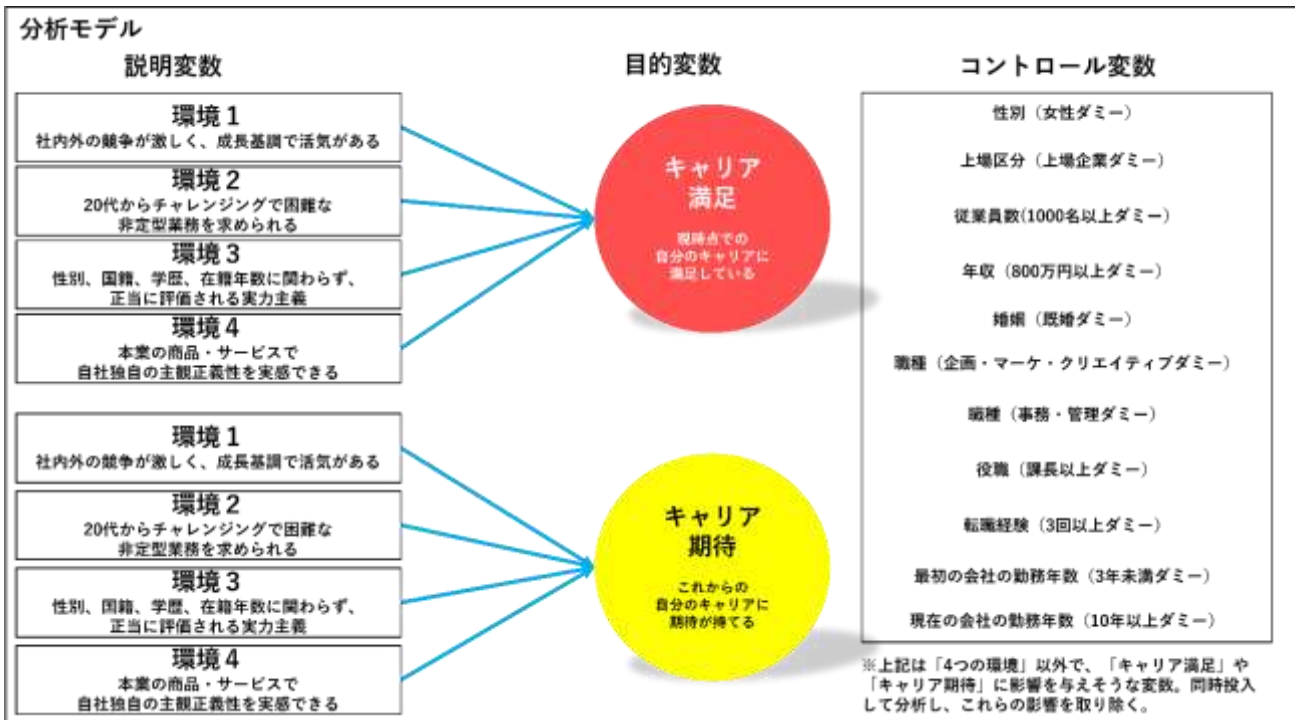 分析モデル
説明変数
環境１
社内外の競争が激しく、成長基調で活気がある
環境２
20代からチャレンジングで困難な
非定型業務を求められる
環境３
性別、国籍、学歴、在籍年数に関わらず、
正当に評価される実力主義
環境４
本業の商品・サービスで
自社独自の主観正義性を実感できる
環境１
社内外の競争が激しく、成長基調で活気がある
環境２
20代からチャレンジングで困難な
非定型業務を求められる
環境３
性別、国籍、学歴、在籍年数に関わらず、
正当に評価される実力主義
環境４
本業の商品・サービスで
自社独自の主観正義性を実感できる
目的変数
キャリア
満足
現時点での
自分のキャリアに
満足している
キャリア
期待
これからの
自分のキャリアに
期待が持てる
コントロール変数
性別（女性ダミー）
上場区分（上場企業ダミー）
従業員数(1000名以上ダミー）
年収（800万円以上ダミー）
婚姻（既婚ダミー）
職種（企画・マーケ・クリエイティブダミー）
職種（事務・管理ダミー）
役職（課長以上ダミー）
転職経験（3回以上ダミー）
最初の会社の勤務年数（3年未満ダミー）
現在の会社の勤務年数（10年以上ダミー）
※上記は「4つの環境」以外で、「キャリア満足」や
「キャリア期待」に影響を与えそうな変数。同時投入
して分析し、これらの影響を取り除く。